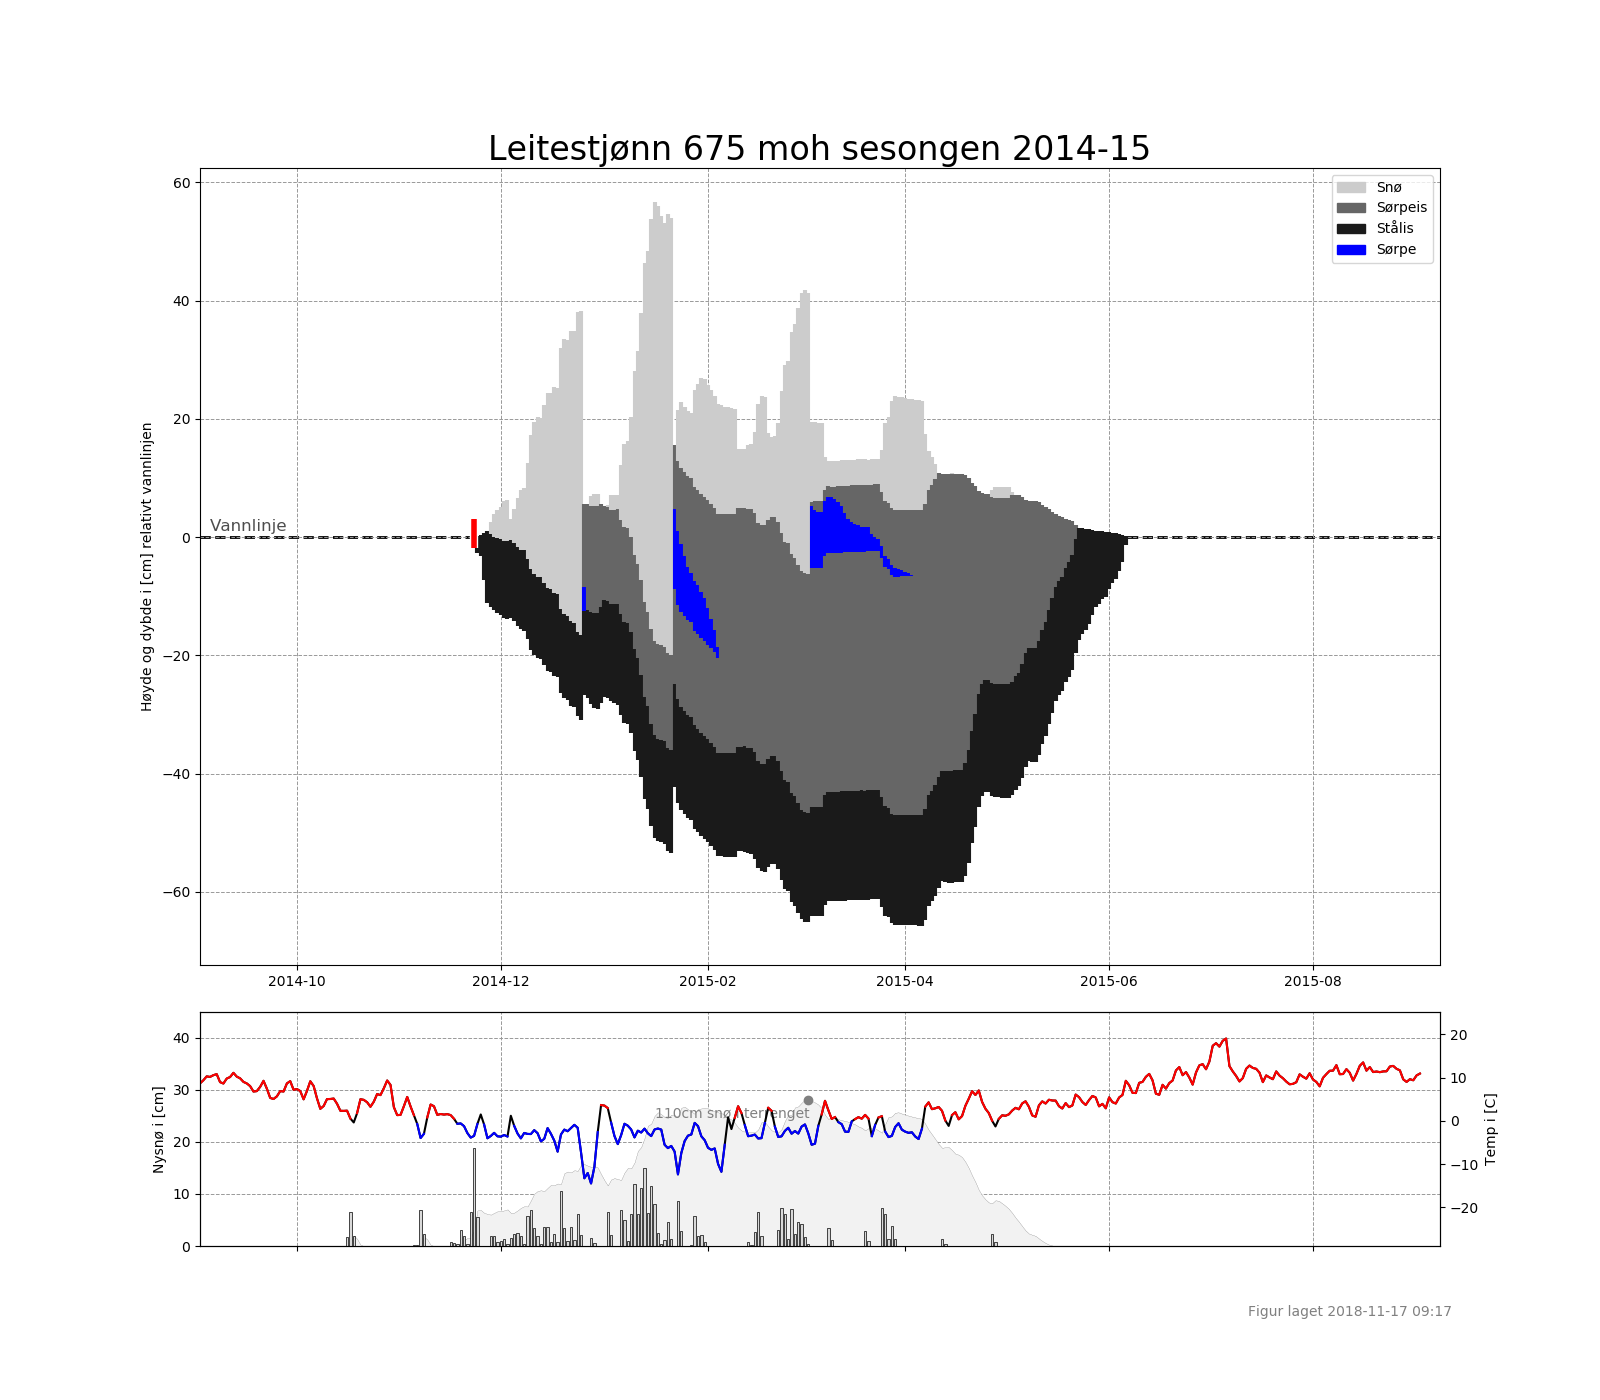 Leitestjønn 675 moh sesongen 2014-15
Snø
Sørpeis
Stålis
Sørpe
Høyde og dybde i [cm] relativt vannlinjen
60
40
20
0
−20
−40
−60
Vannlinje
2014-10
2014-12
2015-02
2015-04
2015-06
2015-08
Nysnø i [cm]
40
30
20
10
0
110cm snø i terrenget
20
10
0
−10
−20
Temp i [C]
Figur laget 2018-11-17 09:17